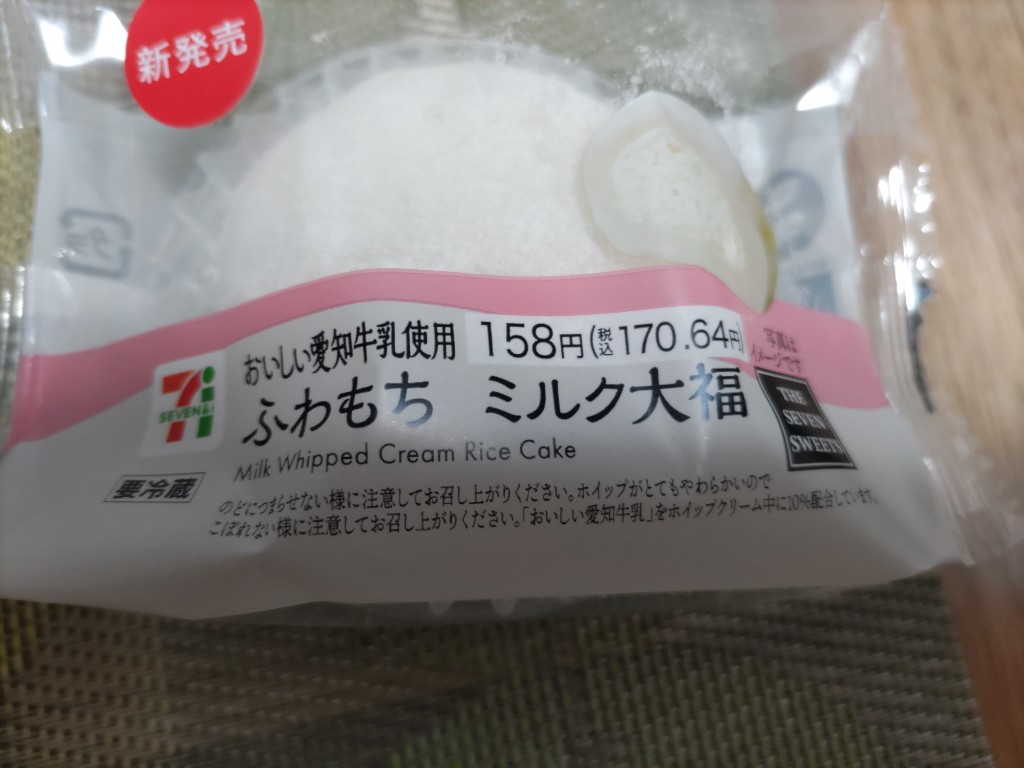 新発売
おいしい愛知牛乳使用 158円(税込170.64円)
写真は
イメージです
SEVEN&i
ふわもち ミルク大福
THE
SEVEN
SWEETS
Milk Whipped Cream Rice Cake
要冷蔵
のどにつまらせない様に注意してお召し上がりください。ホイップがとてもやわらかいので
こぼれない様に注意してお召し上がりください。「おいしい愛知牛乳」をホイップクリーム中に10%配合しています。